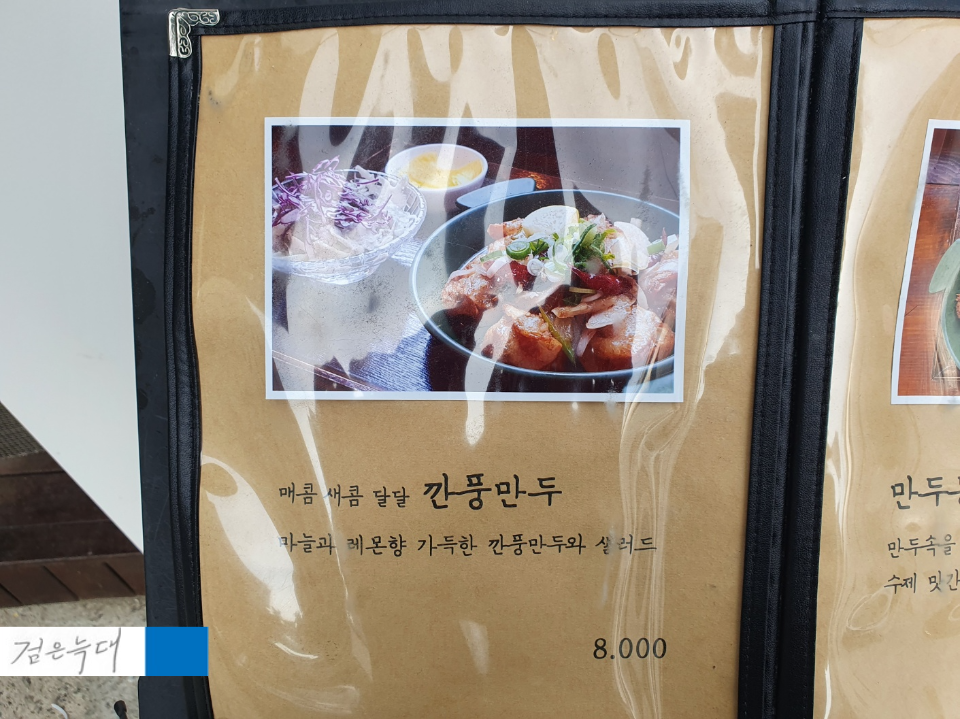 매콤 새콤 달달 깐풍만두
마늘과 레몬향 가득한 깐풍만두와 샐러드
8.000
만두
만두속을
수제 맛간
검은늑대